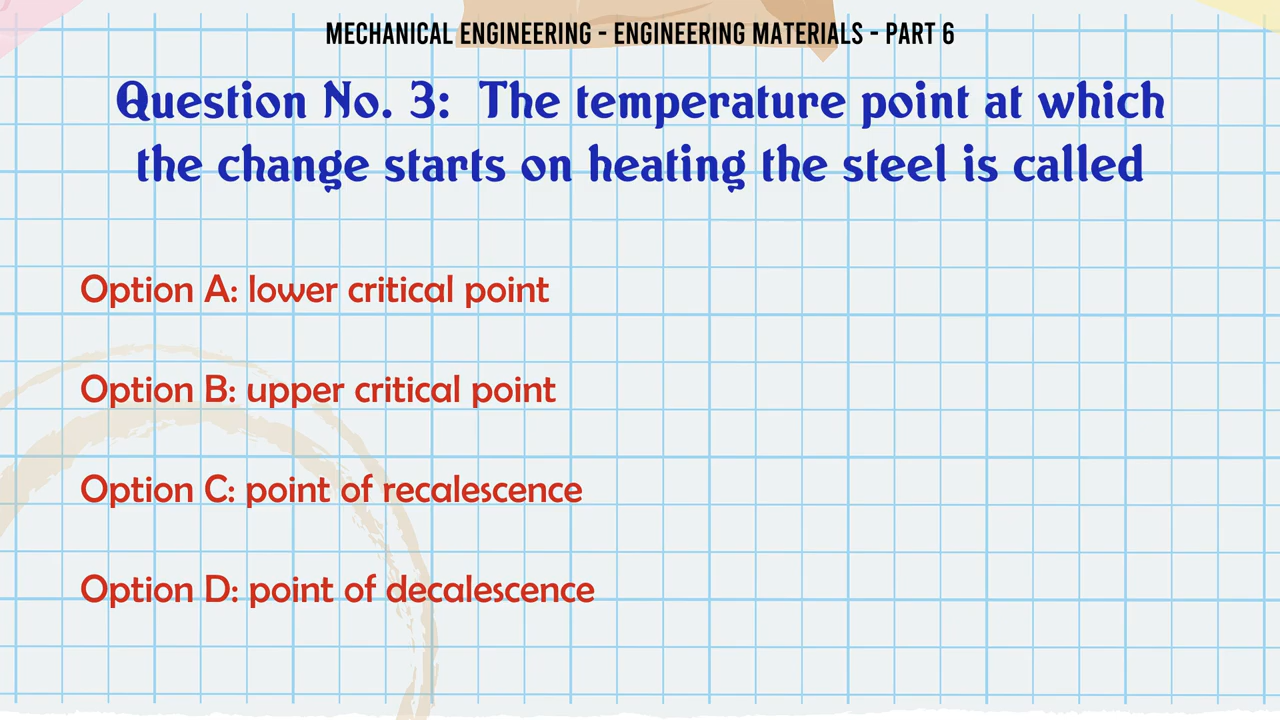 MECHANICAL ENGINEERING - ENGINEERING MATERIALS - PART 6
Question No. 3: The temperature point at which
the change starts on heating the steel is called
Option A: lower critical point
Option B: upper critical point
Option C: point of recalescence
Option D: point of decalescence